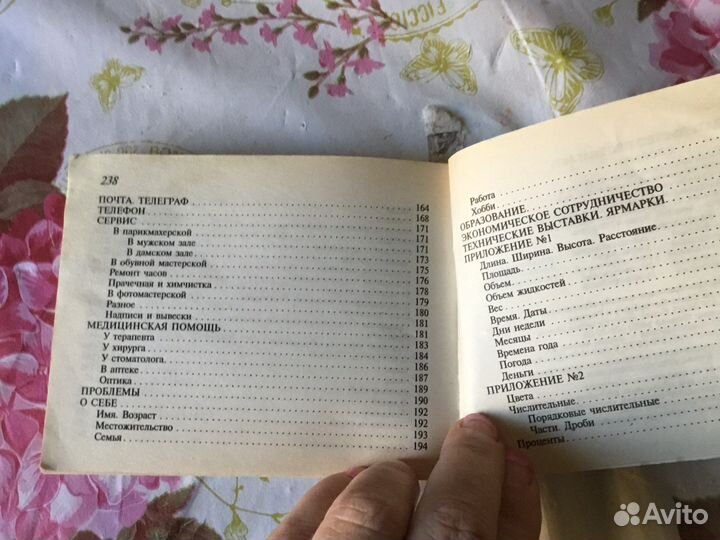 238
ПОЧТА. ТЕЛЕГРАФ 164
ТЕЛЕФОН 168
СЕРВИС 171
В парикмахерской 171
В мужском зале 171
В дамском зале 173
В обувной мастерской 175
Ремонт часов 176
Прачечная и химчистка 178
В фотомастерской 179
Разное 180
Надписи и вывески 181
МЕДИЦИНСКАЯ ПОМОЩЬ 181
У терапевта 183
У хирурга 184
У стоматолога 186
В аптеке 187
Оптика 189
ПРОБЛЕМЫ 190
О СЕБЕ 192
Имя. Возраст 192
Местожительство 193
Семья 194
Работа
Хобби
ОБРАЗОВАНИЕ
ЭКОНОМИЧЕСКОЕ СОТРУДНИЧЕСТВО
ТЕХНИЧЕСКИЕ ВЫСТАВКИ. ЯРМАРКИ
ПРИЛОЖЕНИЕ №1
Длина. Ширина. Высота. Расстояние
Площадь
Объем
Объем жидкостей
Вес
Время. Даты
Дни недели
Месяцы
Времена года
Погода
Деньги
ПРИЛОЖЕНИЕ №2
Цвета
Числительные
Порядковые числительные
Части. Дроби
Проценты
Avito